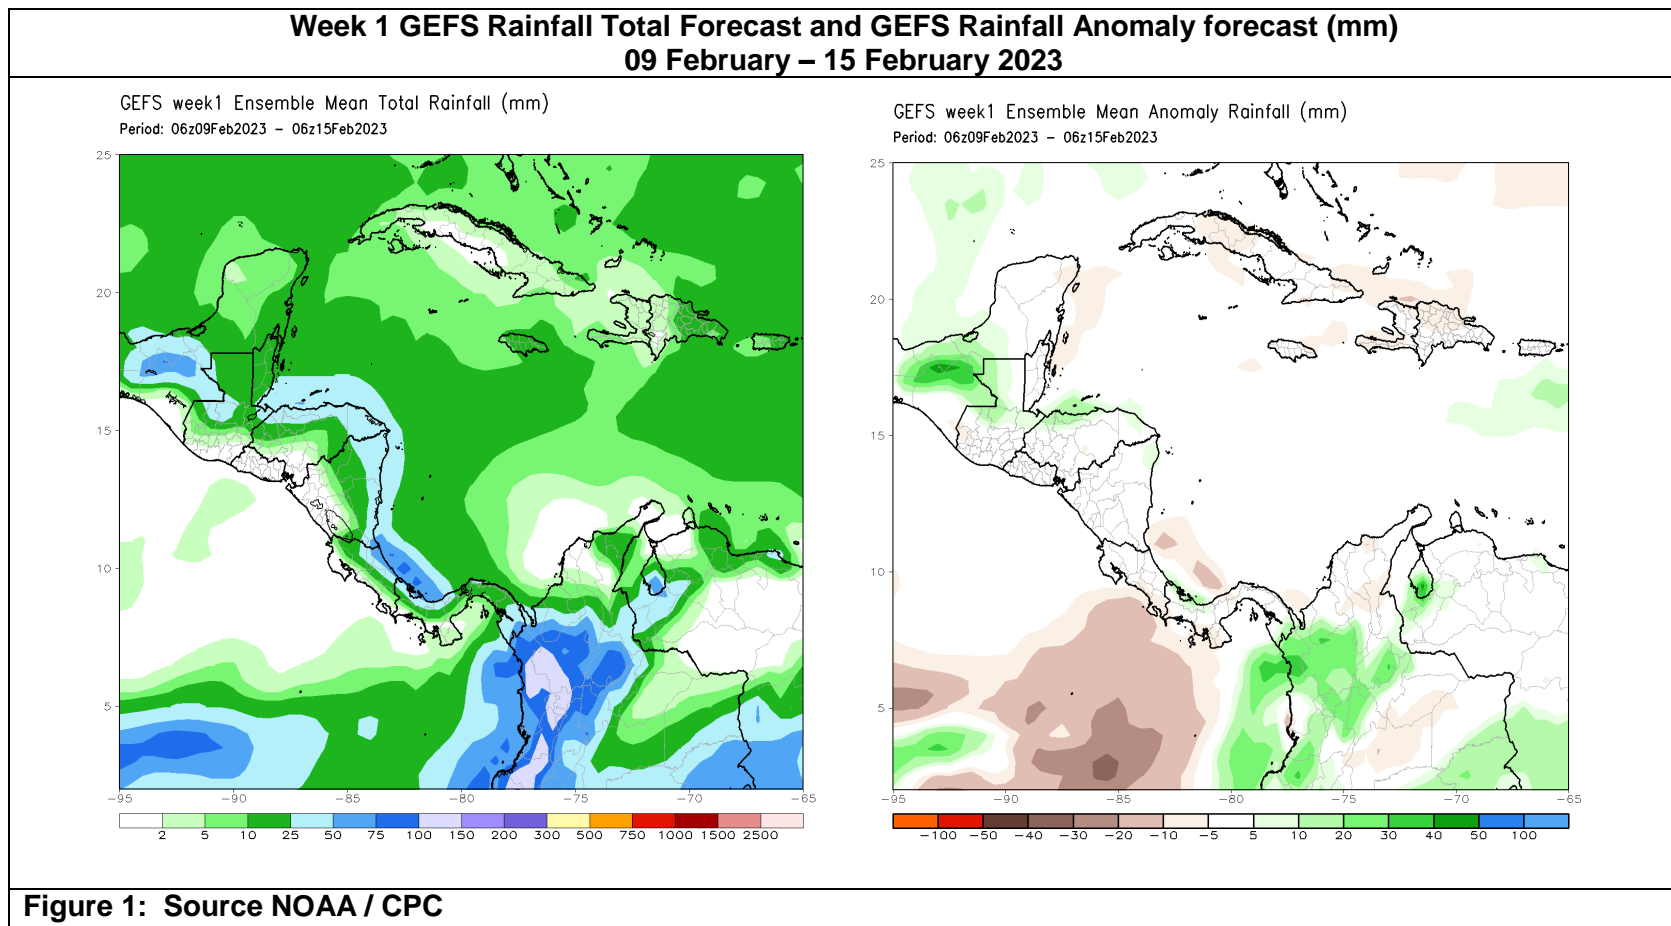 Week 1 GEFS Rainfall Total Forecast and GEFS Rainfall Anomaly forecast (mm)
09 February – 15 February 2023
GEFS week1 Ensemble Mean Total Rainfall (mm)
Period: 06z09Feb2023 – 06z15Feb2023
25
20
15
10
5
−95 −90 −85 −80 −75 −70 −65
2 5 10 25 50 75 100 150 200 300 500 750 1000 1500 2500
GEFS week1 Ensemble Mean Anomaly Rainfall (mm)
Period: 06z09Feb2023 – 06z15Feb2023
25
20
15
10
5
−95 −90 −85 −80 −75 −70 −65
−100 −50 −40 −30 −20 −10 −5 5 10 20 30 40 50 100
Figure 1: Source NOAA / CPC